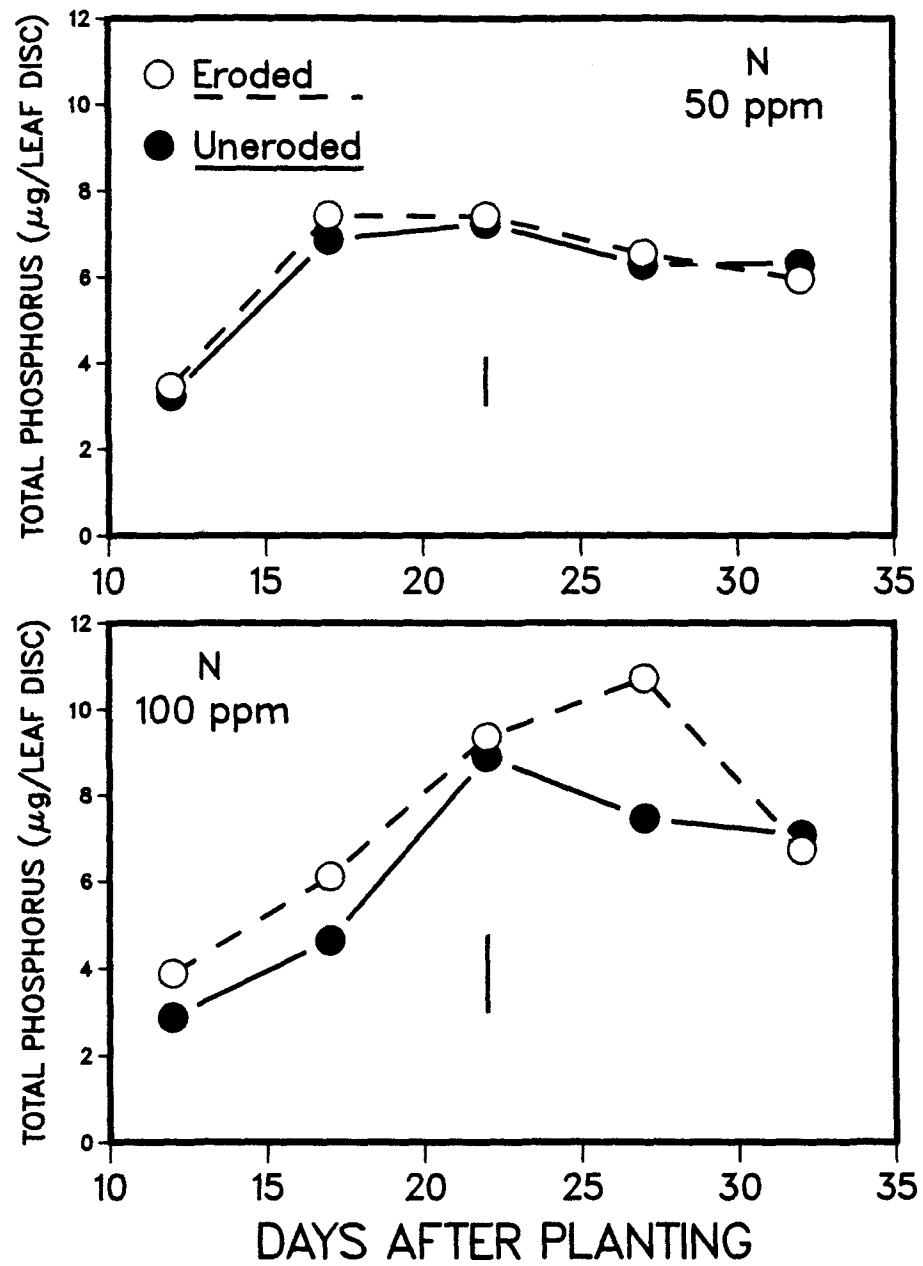 TOTAL PHOSPHORUS (μg/LEAF DISC)
12
10
8
6
4
2
0
Eroded
Uneroded
N
50 ppm
10 15 20 25 30 35
TOTAL PHOSPHORUS (μg/LEAF DISC)
12
10
8
6
4
2
0
N
100 ppm
10 15 20 25 30 35
DAYS AFTER PLANTING